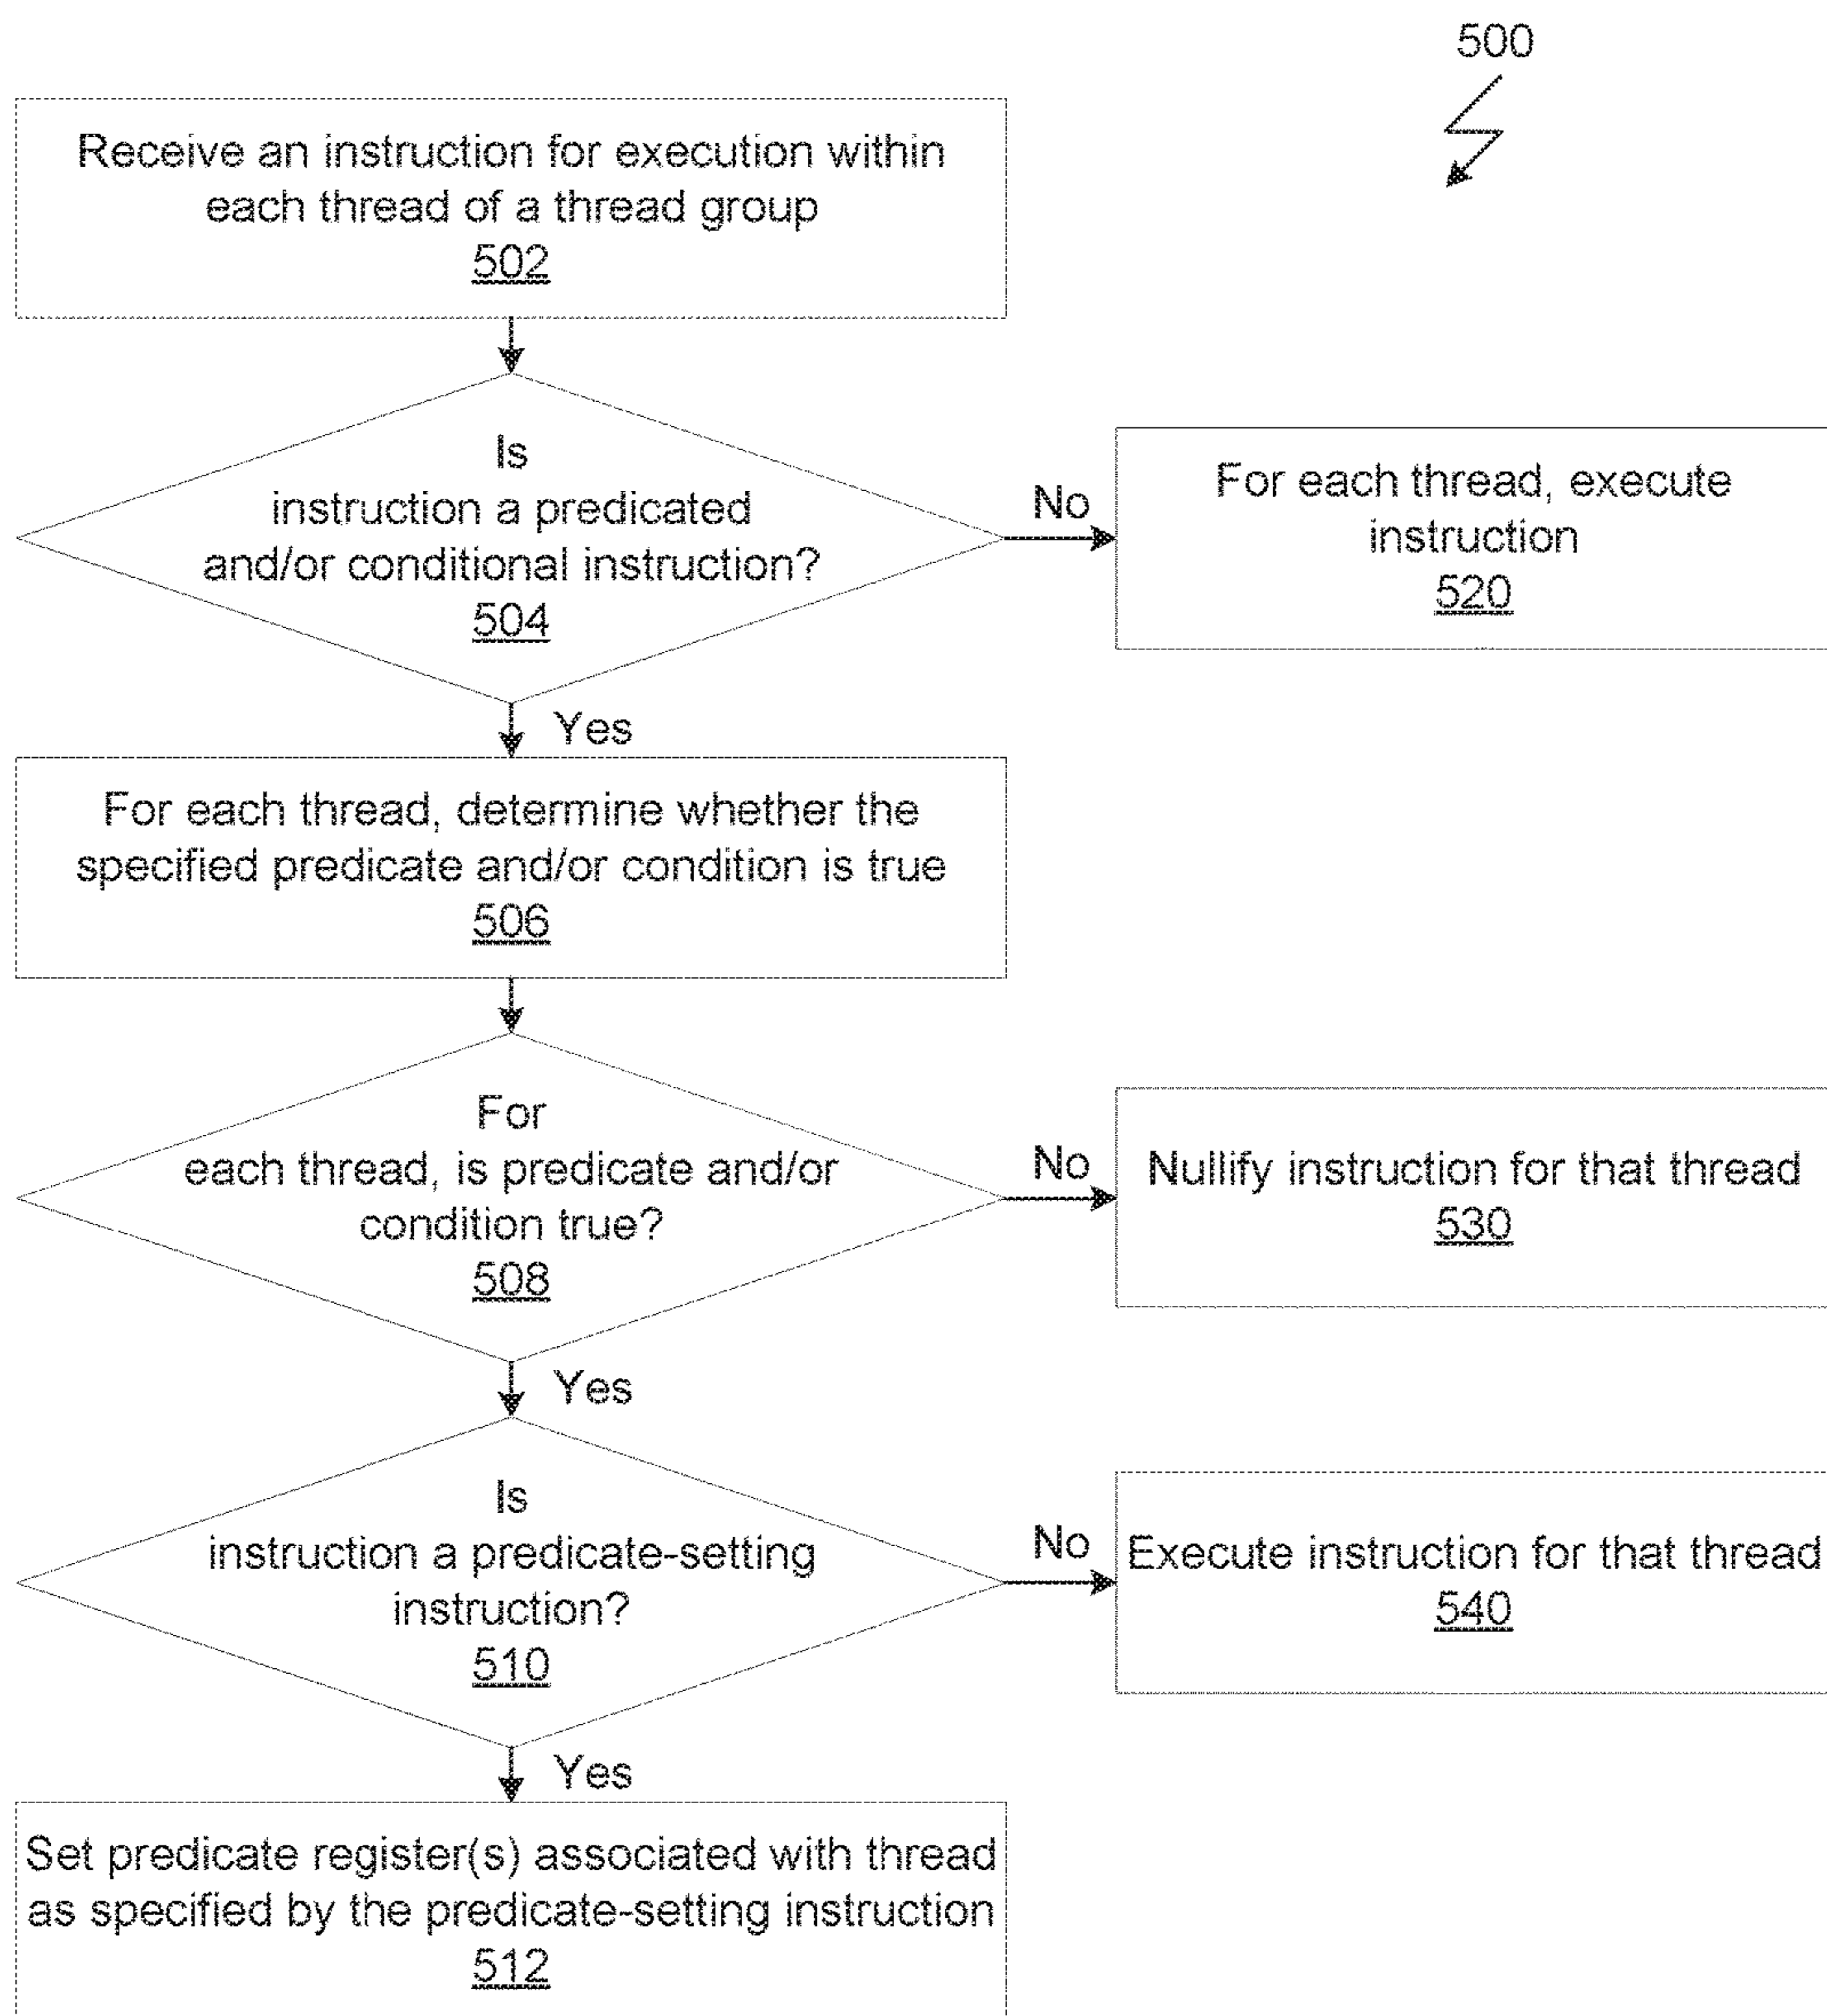 500
Receive an instruction for execution within
each thread of a thread group
502
Is
instruction a predicated
and/or conditional instruction?
504
No
For each thread, execute
instruction
520
Yes
For each thread, determine whether the
specified predicate and/or condition is true
506
For
each thread, is predicate and/or
condition true?
508
No
Nullify instruction for that thread
530
Yes
Is
instruction a predicate-setting
instruction?
510
No
Execute instruction for that thread
540
Yes
Set predicate register(s) associated with thread
as specified by the predicate-setting instruction
512